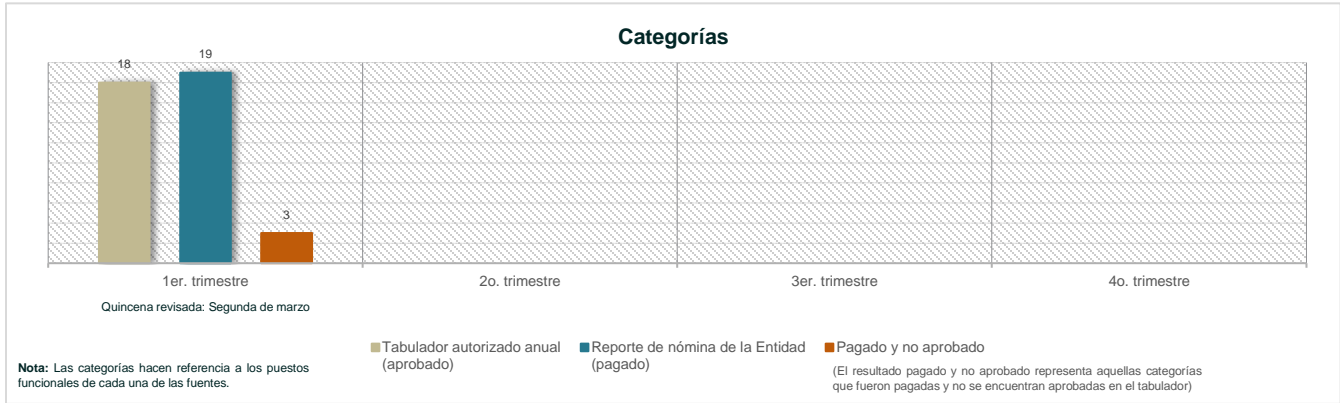 Categorías
18
19
3
1er. trimestre
2o. trimestre
3er. trimestre
4o. trimestre
Quincena revisada: Segunda de marzo
Tabulador autorizado anual
(aprobado)
Reporte de nómina de la Entidad
(pagado)
Pagado y no aprobado
(El resultado pagado y no aprobado representa aquellas categorías
que fueron pagadas y no se encuentran aprobadas en el tabulador)
Nota: Las categorías hacen referencia a los puestos
funcionales de cada una de las fuentes.